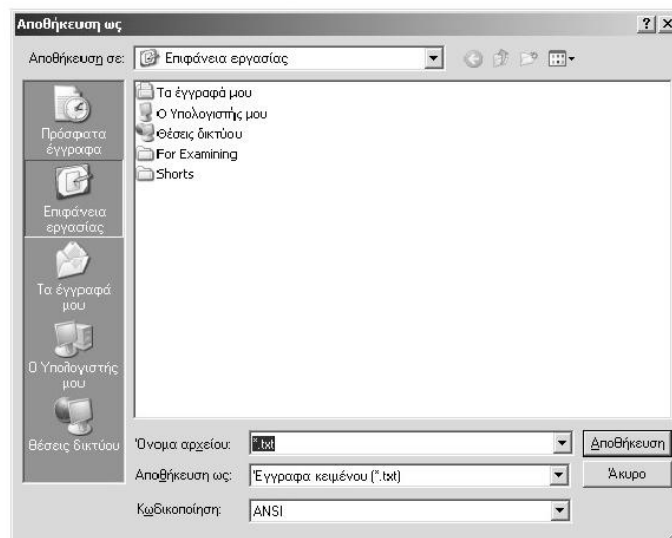 Αποθήκευση ως
Αποθήκευση σε:
Επιφάνεια εργασίας
Πρόσφατα
έγγραφα
Επιφάνεια
εργασίας
Τα έγγραφά
μου
Ο Υπολογιστής
μου
Θέσεις δικτύου
Τα έγγραφά μου
Ο Υπολογιστής μου
Θέσεις δικτύου
For Examining
Shorts
Όνομα αρχείου:
*.txt
Αποθήκευση
Αποθήκευση ως:
Έγγραφα κειμένου (*.txt)
Άκυρο
Κωδικοποίηση:
ANSI